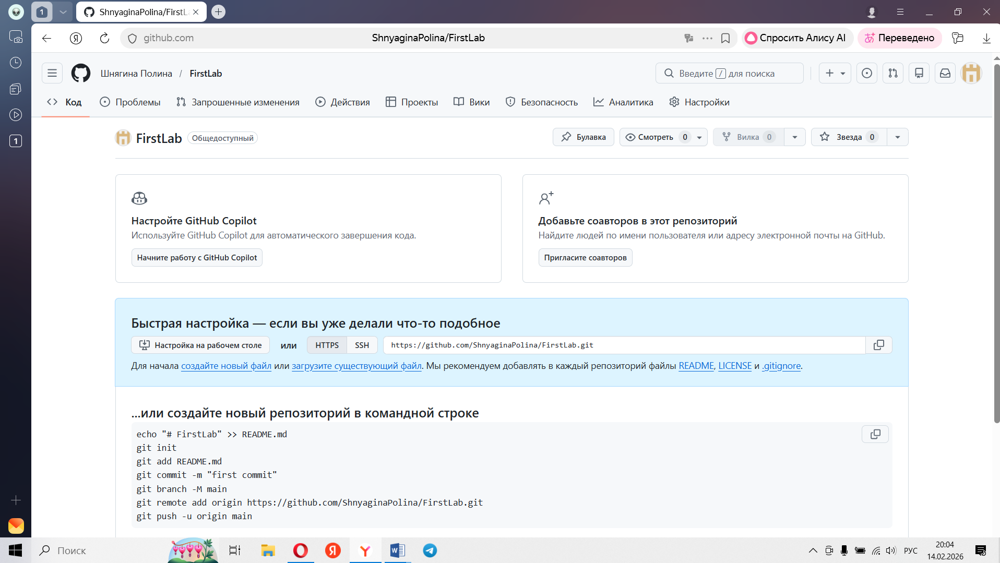 1
ShnyaginaPolina/FirstLa
github.com
ShnyaginaPolina/FirstLab
Спросить Алису AI
Переведено
Шнягина Полина / FirstLab
Введите / для поиска
Код
Проблемы
Запрошенные изменения
Действия
Проекты
Вики
Безопасность
Аналитика
Настройки
1
FirstLab
Общедоступный
Булавка
Смотреть 0
Вилка 0
Звезда 0
Настройте GitHub Copilot
Используйте GitHub Copilot для автоматического завершения кода.
Начните работу с GitHub Copilot
Добавьте соавторов в этот репозиторий
Найдите людей по имени пользователя или адресу электронной почты на GitHub.
Пригласите соавторов
Быстрая настройка — если вы уже делали что-то подобное
Настройка на рабочем столе
или
HTTPS
SSH
https://github.com/ShnyaginaPolina/FirstLab.git
Для начала создайте новый файл или загрузите существующий файл. Мы рекомендуем добавлять в каждый репозиторий файлы README, LICENSE и .gitignore.
...или создайте новый репозиторий в командной строке
echo "# FirstLab" >> README.md
git init
git add README.md
git commit -m "first commit"
git branch -M main
git remote add origin https://github.com/ShnyaginaPolina/FirstLab.git
git push -u origin main
Поиск
РУС
20:04
14.02.2026